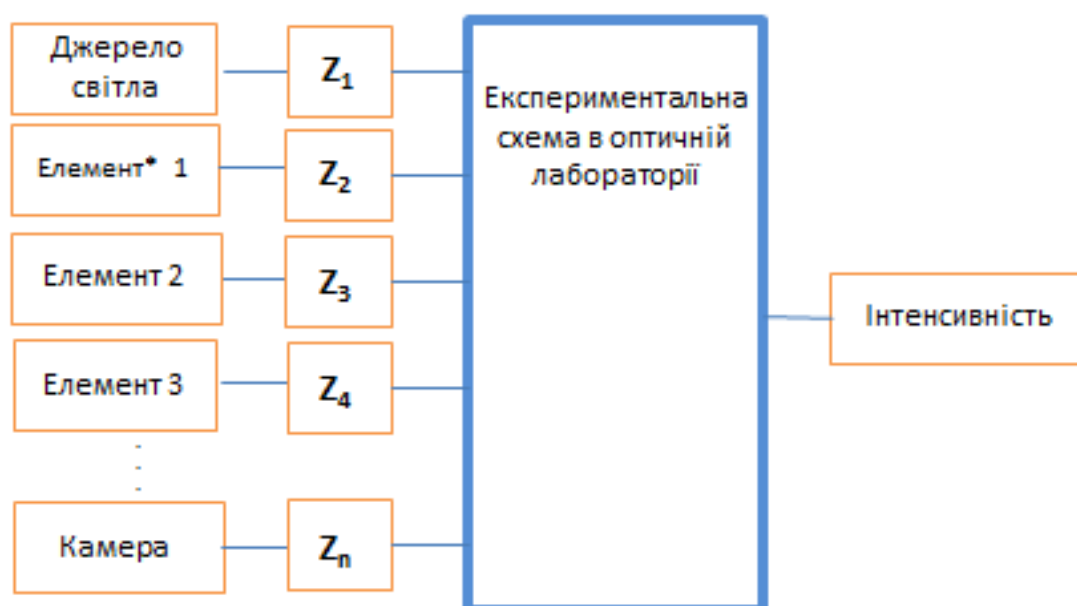 Джерело
світла
Z1
Елемент* 1
Z2
Елемент 2
Z3
Елемент 3
Z4
Камера
Zn
Експериментальна
схема в оптичній
лабораторії
Інтенсивність